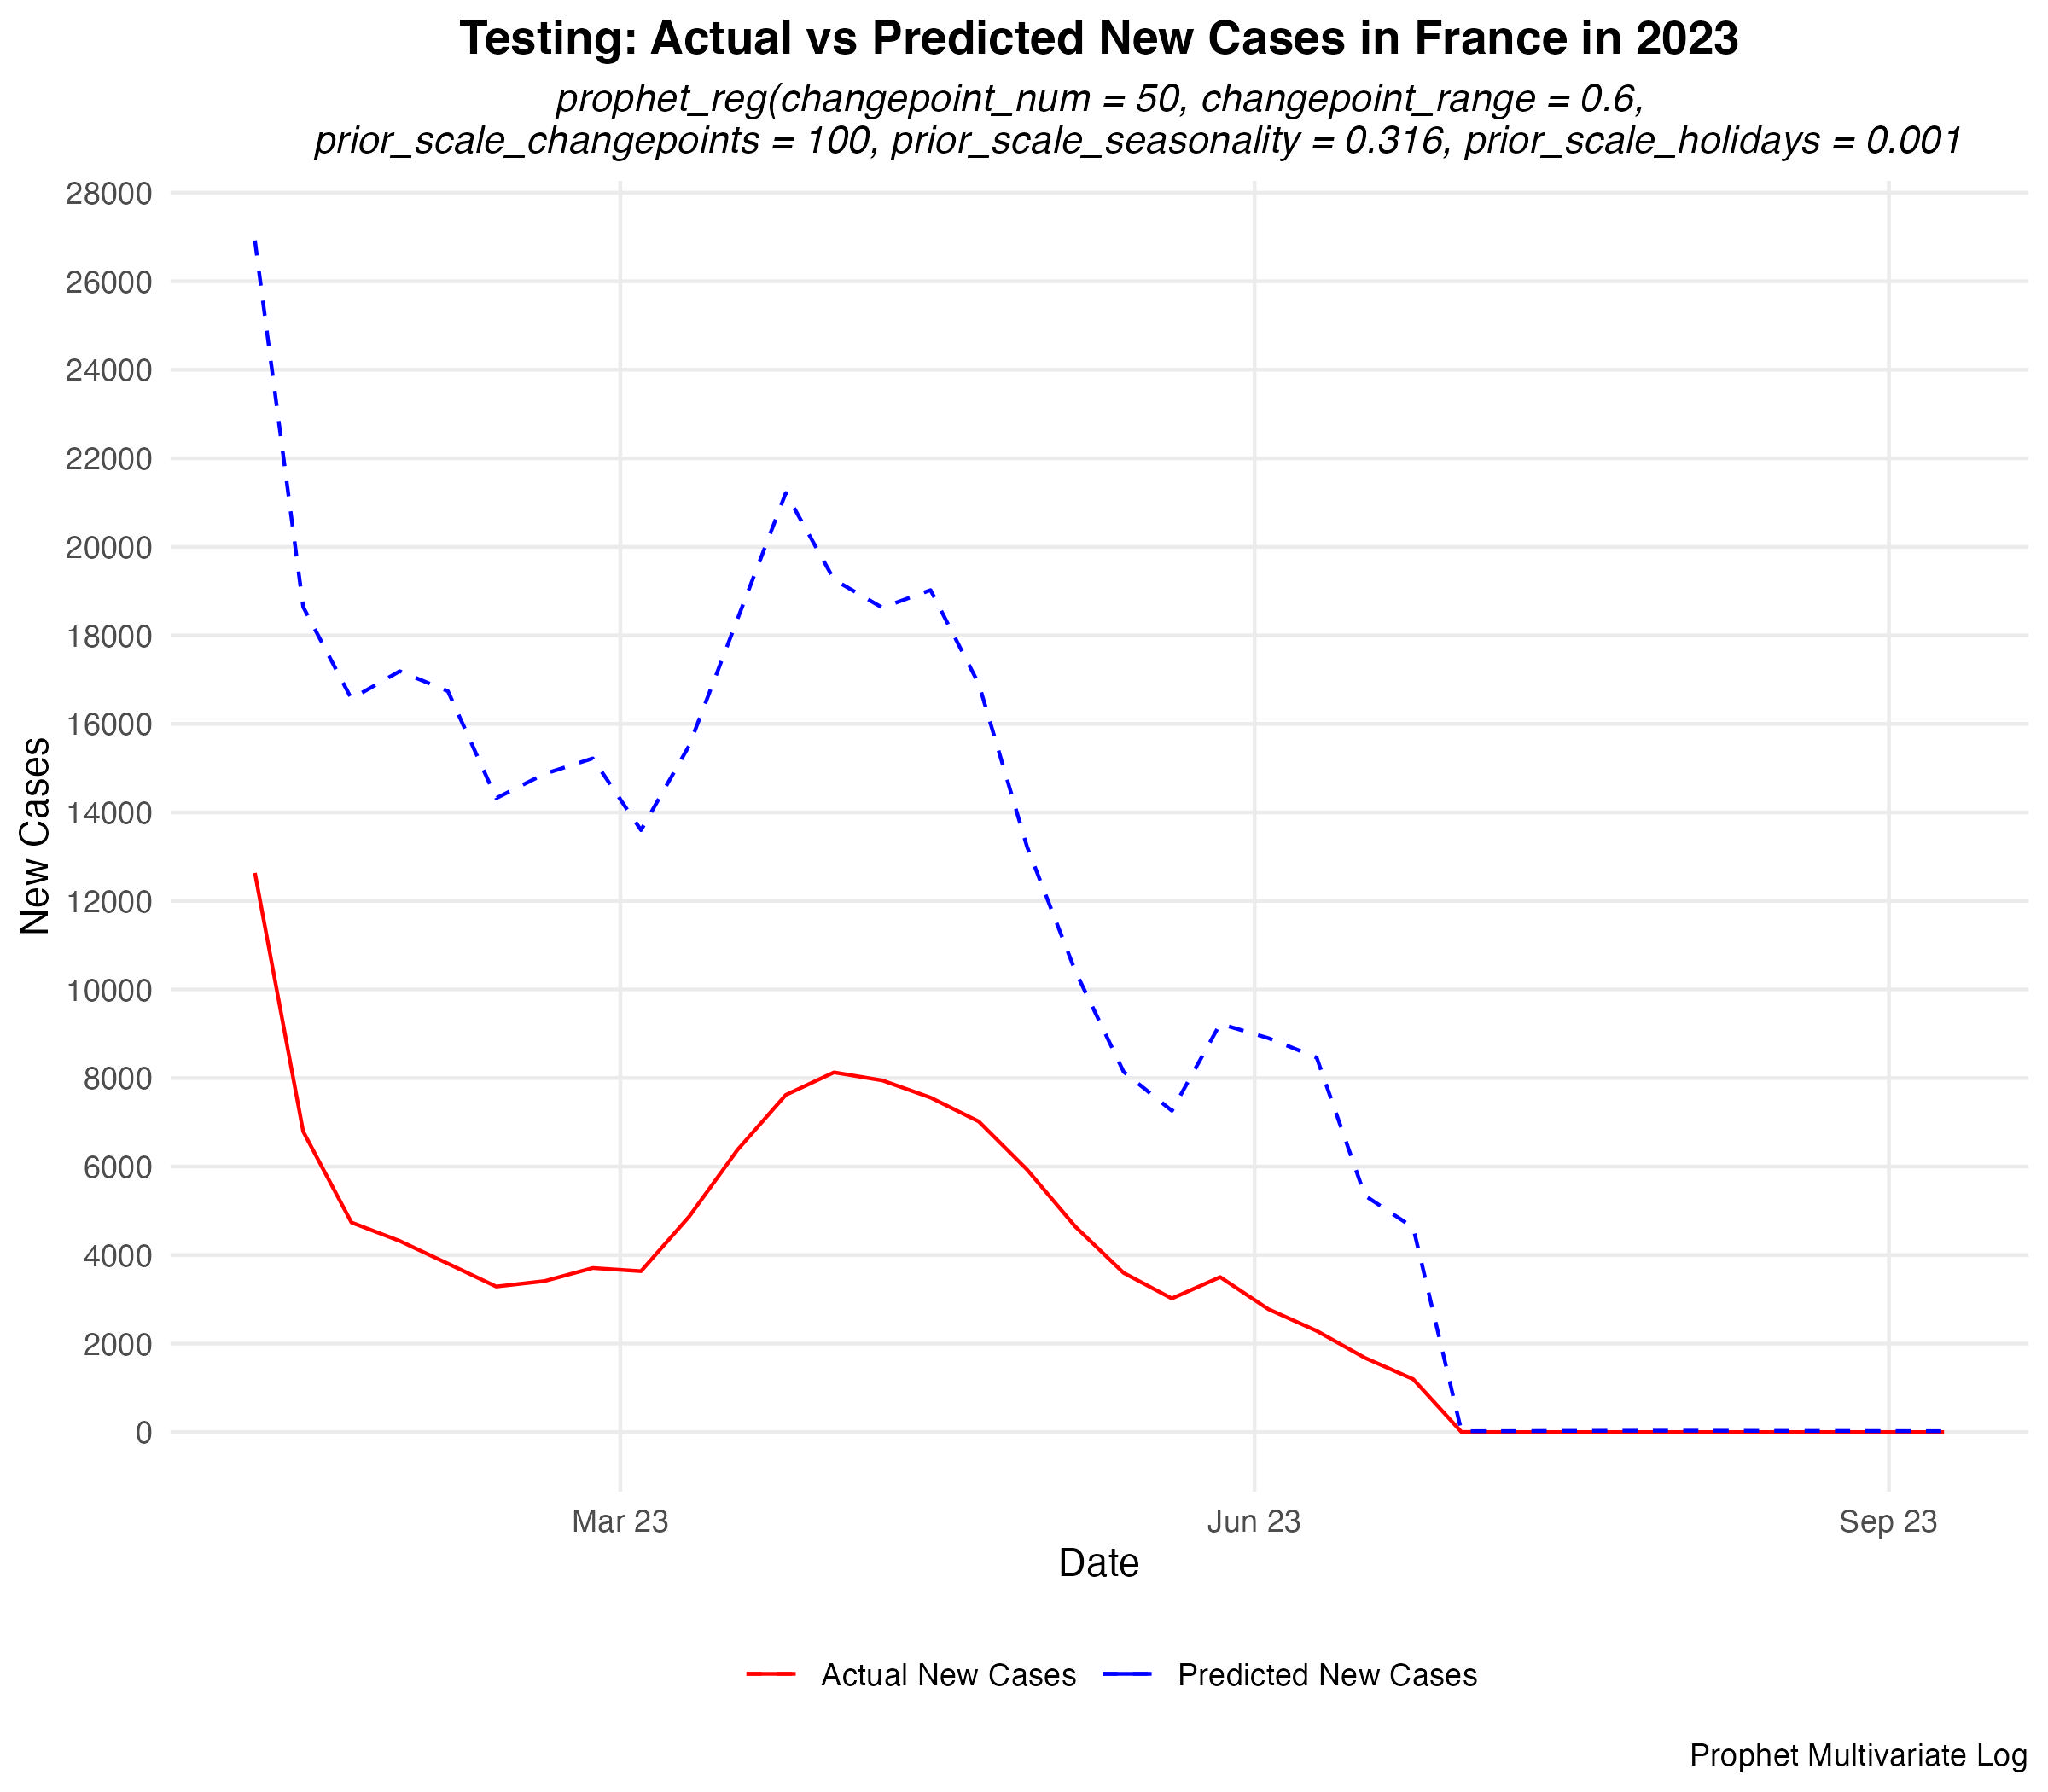 Testing: Actual vs Predicted New Cases in France in 2023
prophet_reg(changepoint_num = 50, changepoint_range = 0.6,
prior_scale_changepoints = 100, prior_scale_seasonality = 0.316, prior_scale_holidays = 0.001
28000
26000
24000
22000
20000
18000
16000
14000
12000
10000
8000
6000
4000
2000
0
New Cases
Mar 23
Jun 23
Sep 23
Date
Actual New Cases
Predicted New Cases
Prophet Multivariate Log